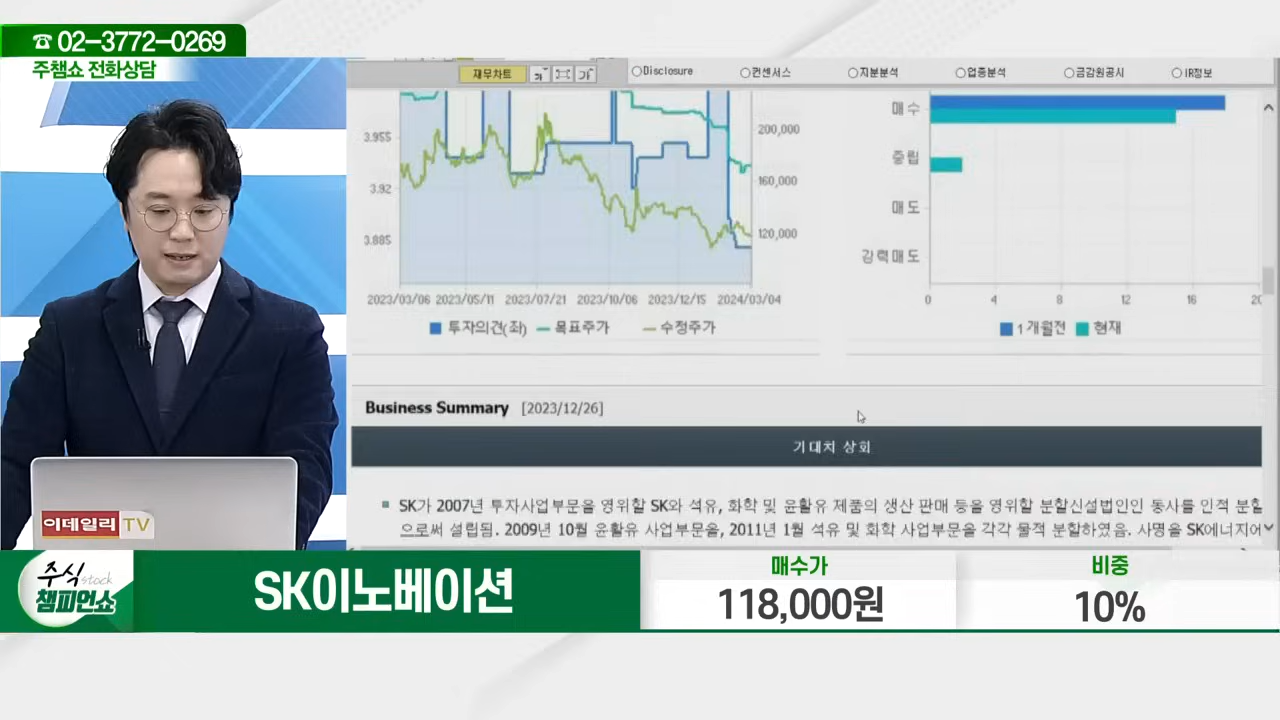 ☎ 02-3772-0269
주챔쇼 전화상담
재무차트
Disclosure
컨센서스
지분분석
업종분석
금감원공시
IR정보
3.955
3.92
3.885
200,000
160,000
120,000
2023/03/06 2023/05/11 2023/07/21 2023/10/06 2023/12/15 2024/03/04
투자의견(좌) 목표주가 수정주가
매수
중립
매도
강력매도
0 4 8 12 16 20
1개월전 현재
Business Summary [2023/12/26]
기대치 상회
SK가 2007년 투자사업부문을 영위할 SK와 석유, 화학 및 윤활유 제품의 생산 판매 등을 영위할 분할신설법인인 동사를 인적 분할
으로써 설립됨. 2009년 10월 윤활유 사업부문을, 2011년 1월 석유 및 화학 사업부문을 각각 물적 분할하였음. 사명을 SK에너지에
이데일리TV
주식
stock
챔피언쇼
SK이노베이션
매수가
118,000원
비중
10%